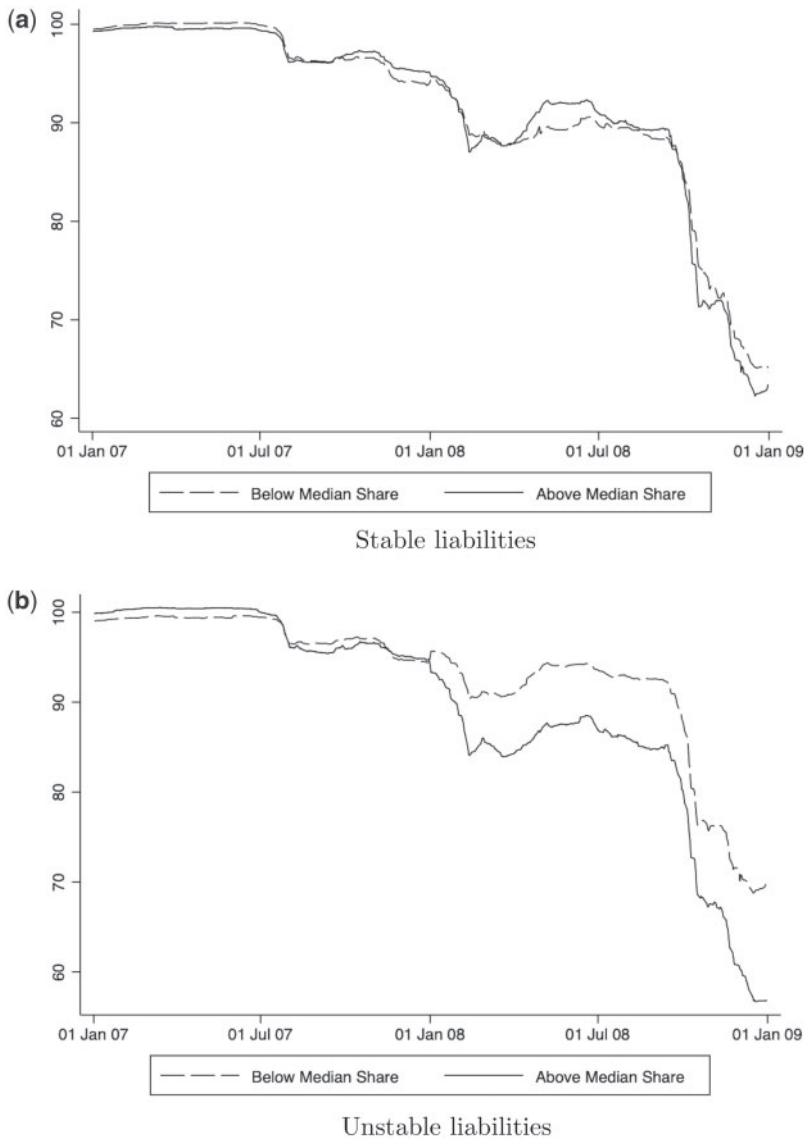 (a)
100
90
80
70
60
01 Jan 07 01 Jul 07 01 Jan 08 01 Jul 08 01 Jan 09
Below Median Share Above Median Share
Stable liabilities
(b)
100
90
80
70
60
01 Jan 07 01 Jul 07 01 Jan 08 01 Jul 08 01 Jan 09
Below Median Share Above Median Share
Unstable liabilities